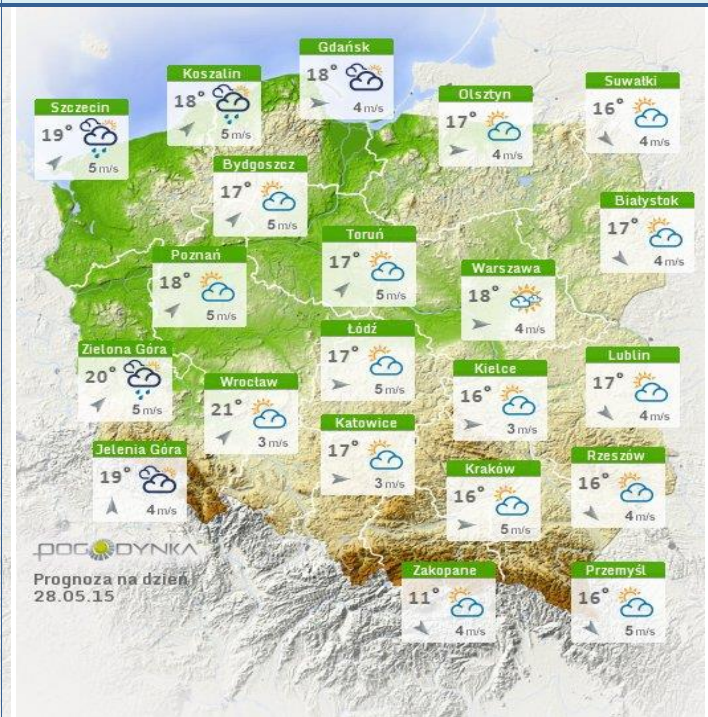 Gdańsk
18°
4 m/s
Koszalin
18°
5 m/s
Szczecin
19°
5 m/s
Olsztyn
17°
4 m/s
Suwałki
16°
4 m/s
Bydgoszcz
17°
5 m/s
Białystok
17°
4 m/s
Toruń
17°
5 m/s
Poznań
18°
5 m/s
Warszawa
18°
4 m/s
Łódź
17°
5 m/s
Zielona Góra
20°
5 m/s
Wrocław
21°
3 m/s
Kielce
16°
3 m/s
Lublin
17°
4 m/s
Katowice
17°
3 m/s
Jelenia Góra
19°
4 m/s
Kraków
16°
5 m/s
Rzeszów
16°
4 m/s
POGODYNKA
Prognoza na dzień
28.05.15
Zakopane
11°
4 m/s
Przemyśl
16°
5 m/s